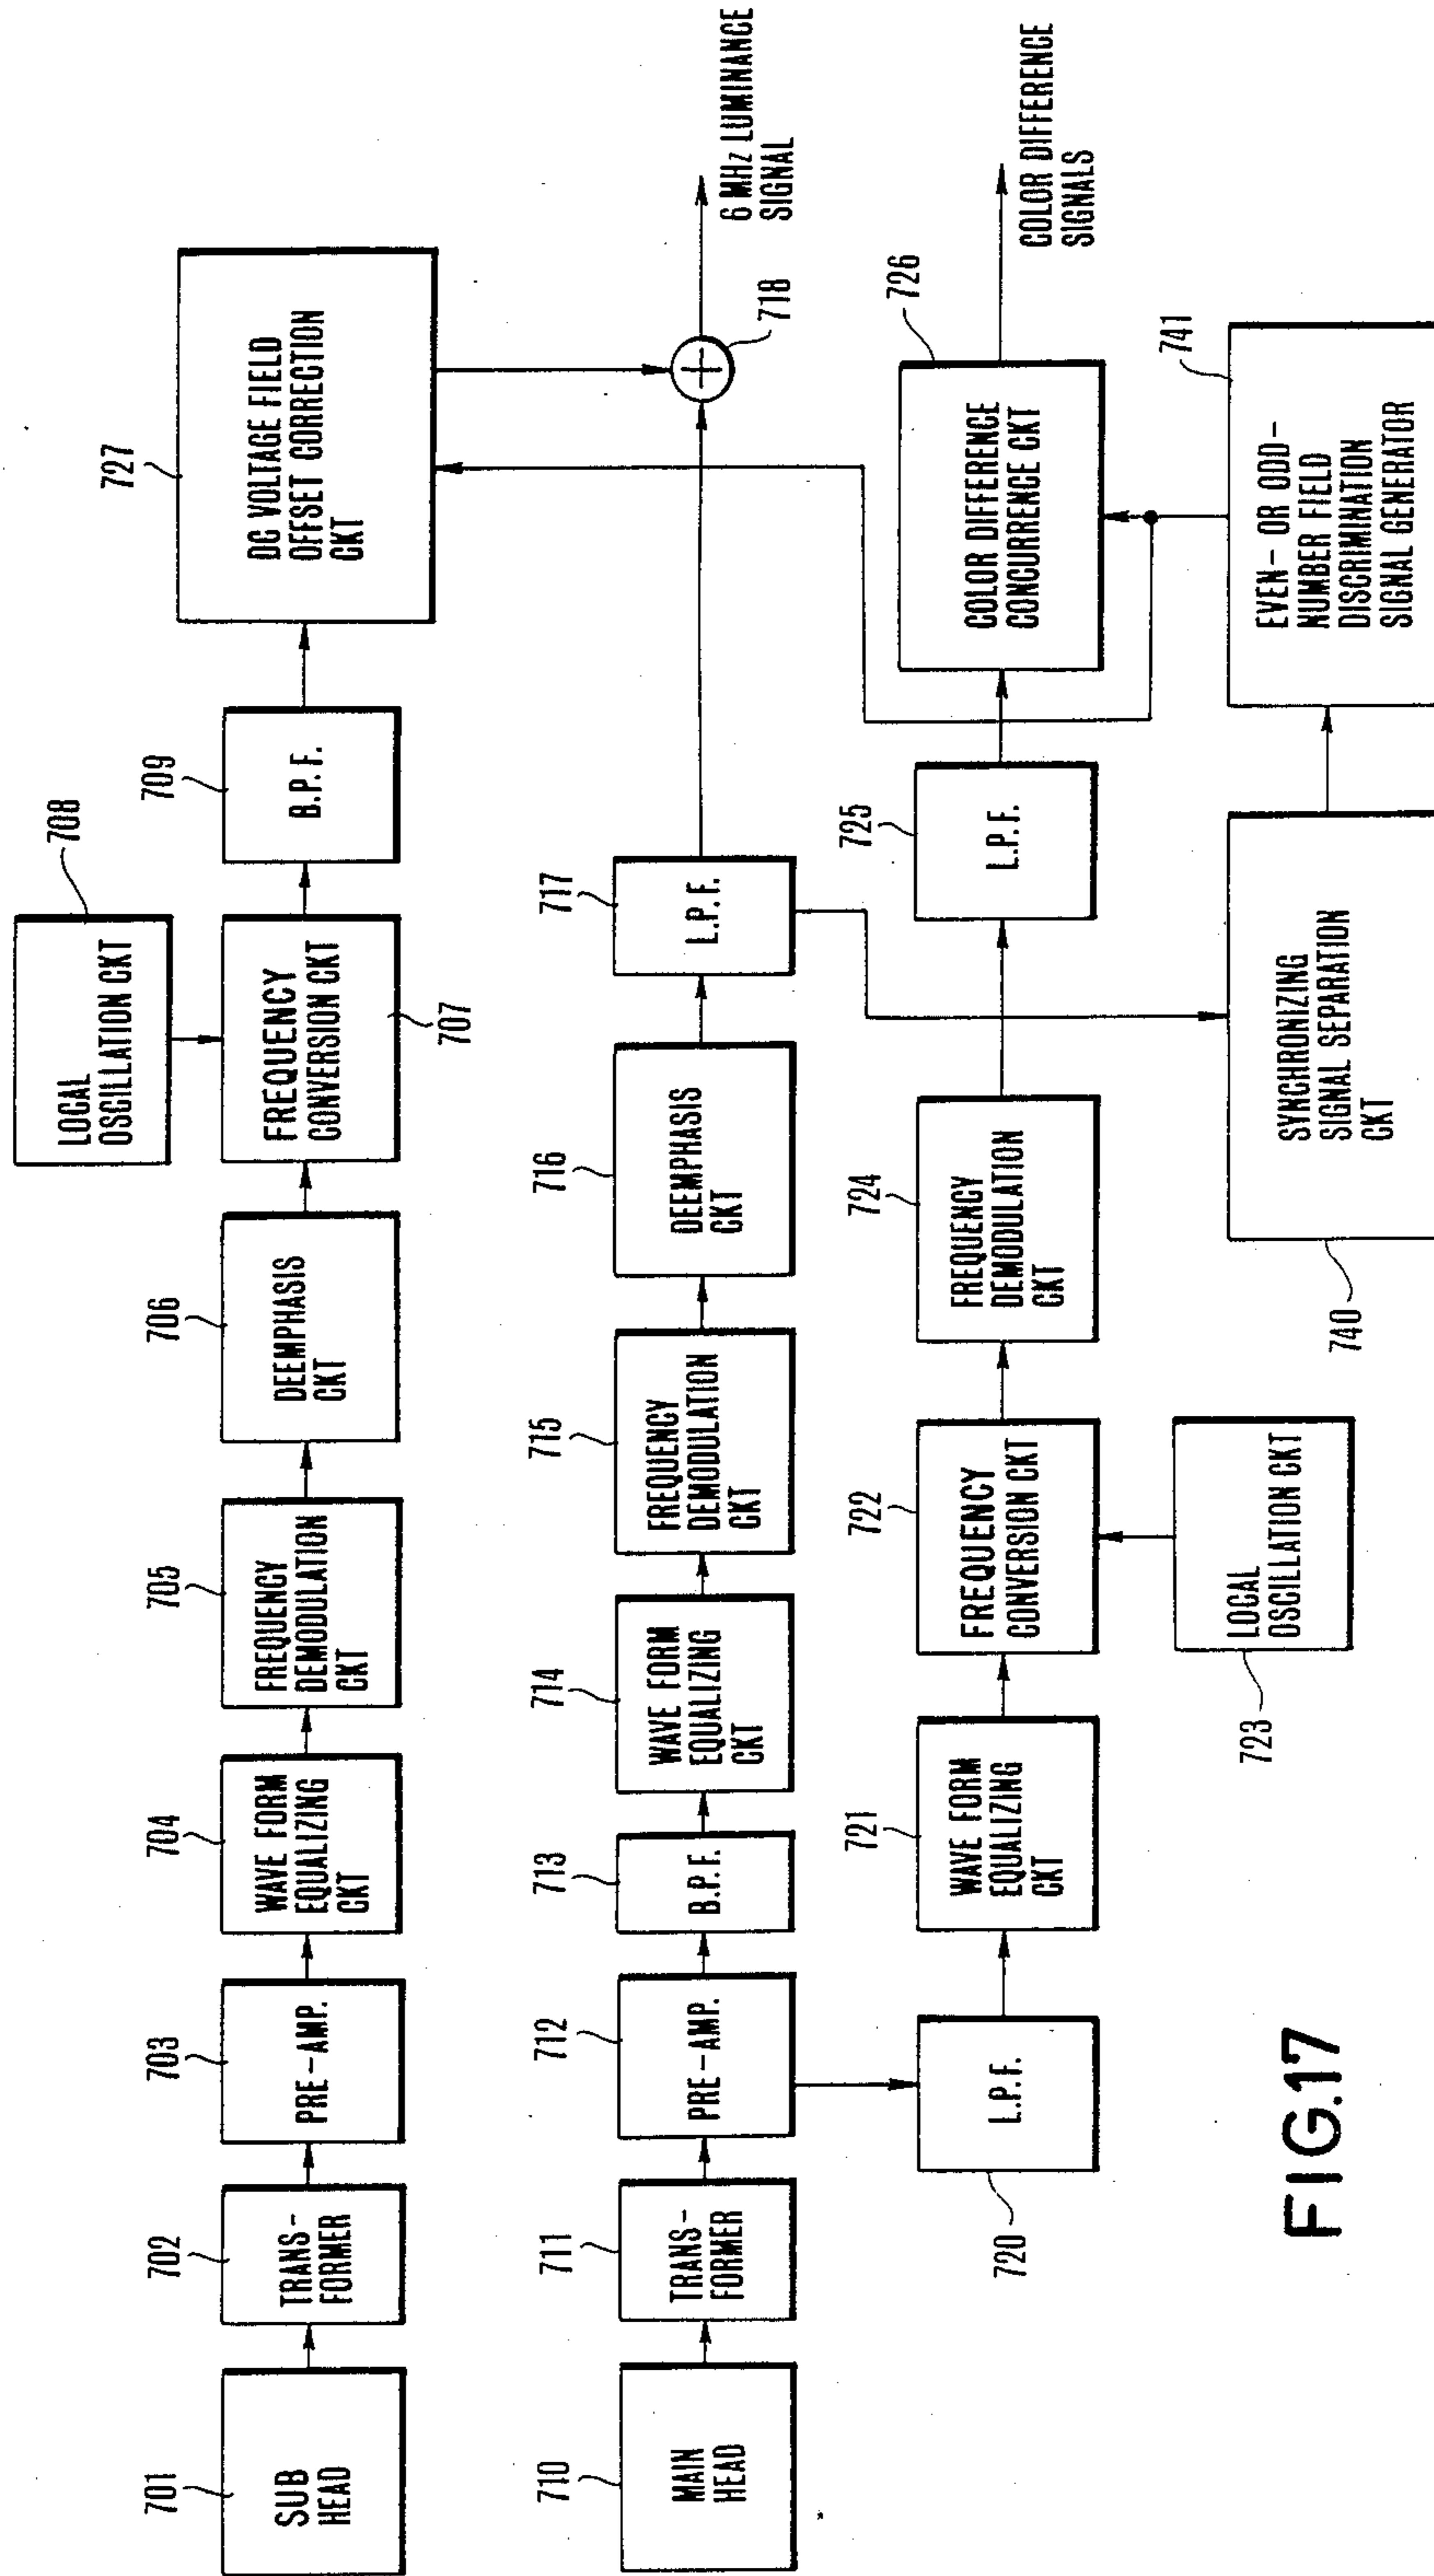 701
SUB
HEAD
702
TRANS-
FORMER
703
PRE-AMP.
704
WAVE FORM
EQUALIZING
CKT
705
FREQUENCY
DEMODULATION
CKT
706
DEEMPHASIS
CKT
LOCAL
OSCILLATION CKT
708
FREQUENCY
CONVERSION CKT
707
709
B.P.F.
727
DC VOLTAGE FIELD
OFFSET CORRECTION
CKT
710
MAIN
HEAD
711
TRANS-
FORMER
712
PRE-AMP.
713
B.P.F.
714
WAVE FORM
EQUALIZING
CKT
715
FREQUENCY
DEMODULATION
CKT
716
DEEMPHASIS
CKT
717
L.P.F.
718
6 MHz LUMINANCE
SIGNAL
720
L.P.F.
721
WAVE FORM
EQUALIZING
CKT
722
FREQUENCY
CONVERSION CKT
723
LOCAL
OSCILLATION CKT
724
FREQUENCY
DEMODULATION
CKT
725
L.P.F.
726
COLOR DIFFERENCE
CONCURRENCE CKT
COLOR DIFFERENCE
SIGNALS
740
SYNCHRONIZING
SIGNAL SEPARATION
CKT
741
EVEN- OR ODD-
NUMBER FIELD
DISCRIMINATION
SIGNAL GENERATOR
FIG.17